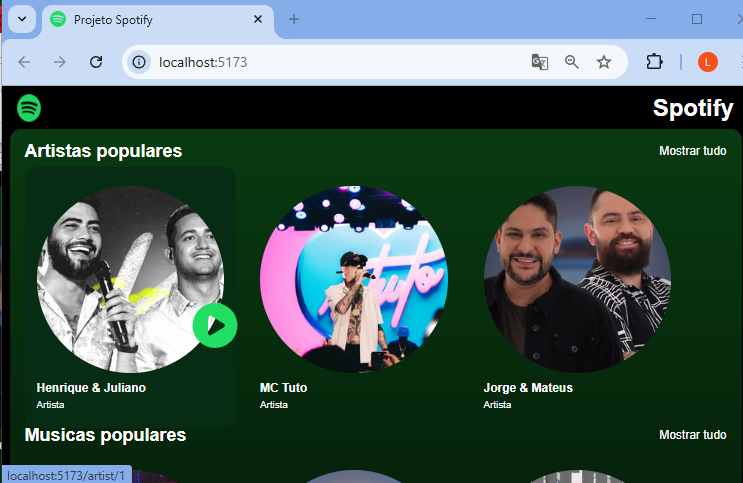 Projeto Spotify
localhost:5173
L
Spotify
Artistas populares
Mostrar tudo
tuto
Henrique & Juliano
Artista
MC Tuto
Artista
Jorge & Mateus
Artista
Musicas populares
Mostrar tudo
localhost:5173/artist/1